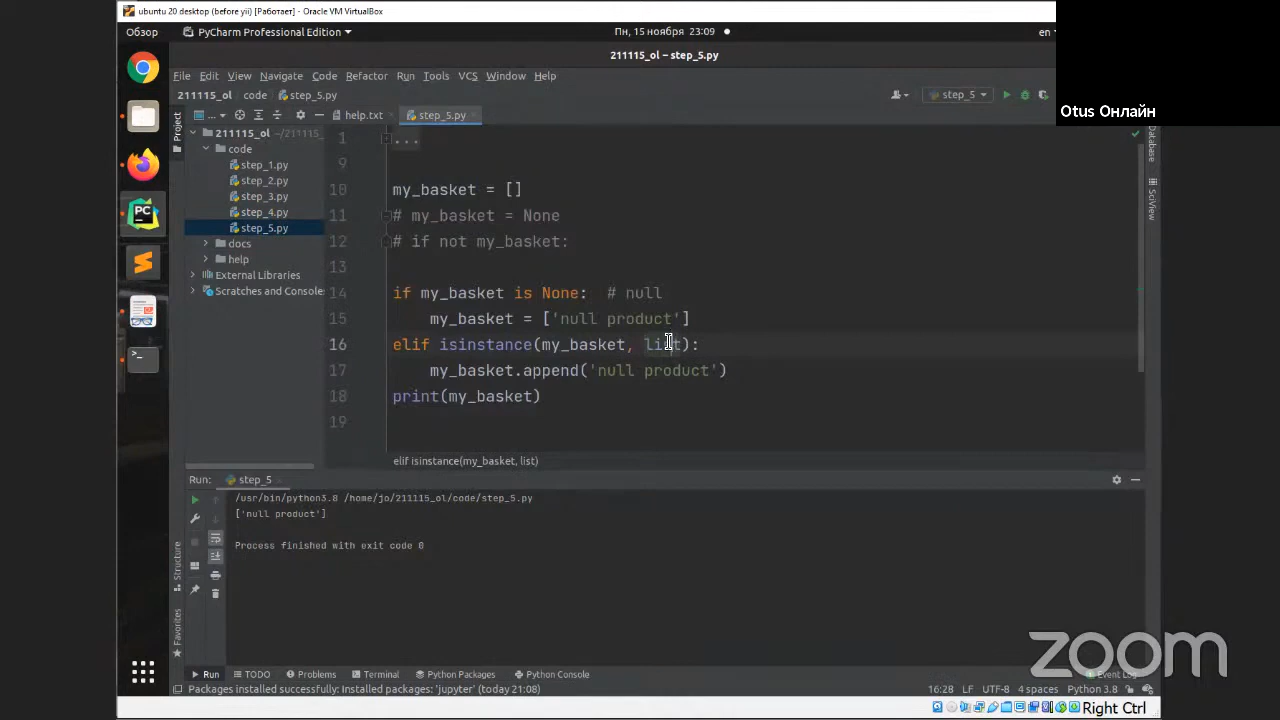 ubuntu 20 desktop (before yii) [Работает] - Oracle VM VirtualBox
Обзор PyCharm Professional Edition Пн, 15 ноября 23:09 en
211115_ol – step_5.py
Otus Онлайн
File Edit View Navigate Code Refactor Run Tools VCS Window Help
211115_ol code step_5.py step_5
Project
... help.txt step_5.py
211115_ol ~/211115_
code
step_1.py
step_2.py
step_3.py
step_4.py
step_5.py
docs
help
External Libraries
Scratches and Console
1 ...
9
10 my_basket = []
11 # my_basket = None
12 # if not my_basket:
13
14 if my_basket is None:  # null
15 my_basket = ['null product']
16 elif isinstance(my_basket, list):
17 my_basket.append('null product')
18 print(my_basket)
19
elif isinstance(my_basket, list)
Database
SciView
Run: step_5
/usr/bin/python3.8 /home/jo/211115_ol/code/step_5.py
['null product']
Process finished with exit code 0
Structure
Favorites
zoom
Run TODO Problems Terminal Python Packages Python Console Event Log
Packages installed successfully: Installed packages: 'jupyter' (today 21:08) 16:28 LF UTF-8 4 spaces Python 3.8
Right Ctrl